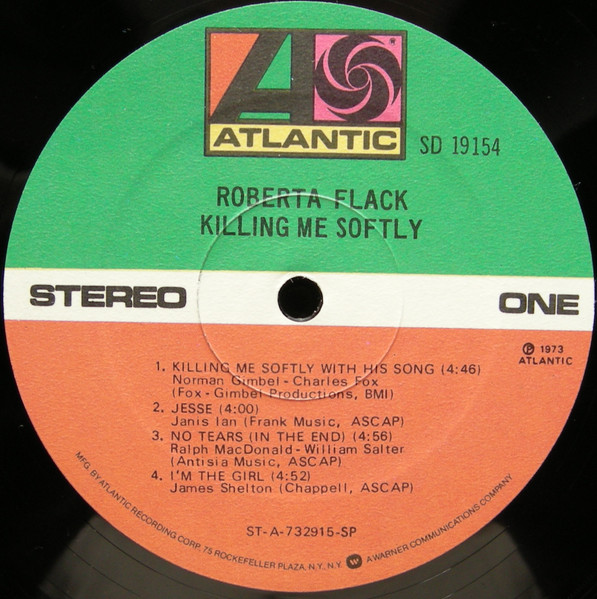 ATLANTIC
SD 19154
ROBERTA FLACK
KILLING ME SOFTLY
STEREO
ONE
℗ 1973
ATLANTIC
1. KILLING ME SOFTLY WITH HIS SONG (4:46)
Norman Gimbel - Charles Fox
(Fox - Gimbel Productions, BMI)
2. JESSE (4:00)
Janis Ian (Frank Music, ASCAP)
3. NO TEARS (IN THE END) (4:56)
Ralph MacDonald - William Salter
(Antisia Music, ASCAP)
4. I'M THE GIRL (4:52)
James Shelton (Chappell, ASCAP)
ST-A-732915-SP
MFG. BY ATLANTIC RECORDING CORP. 75 ROCKEFELLER PLAZA, N.Y. N.Y. W A WARNER COMMUNICATIONS COMPANY